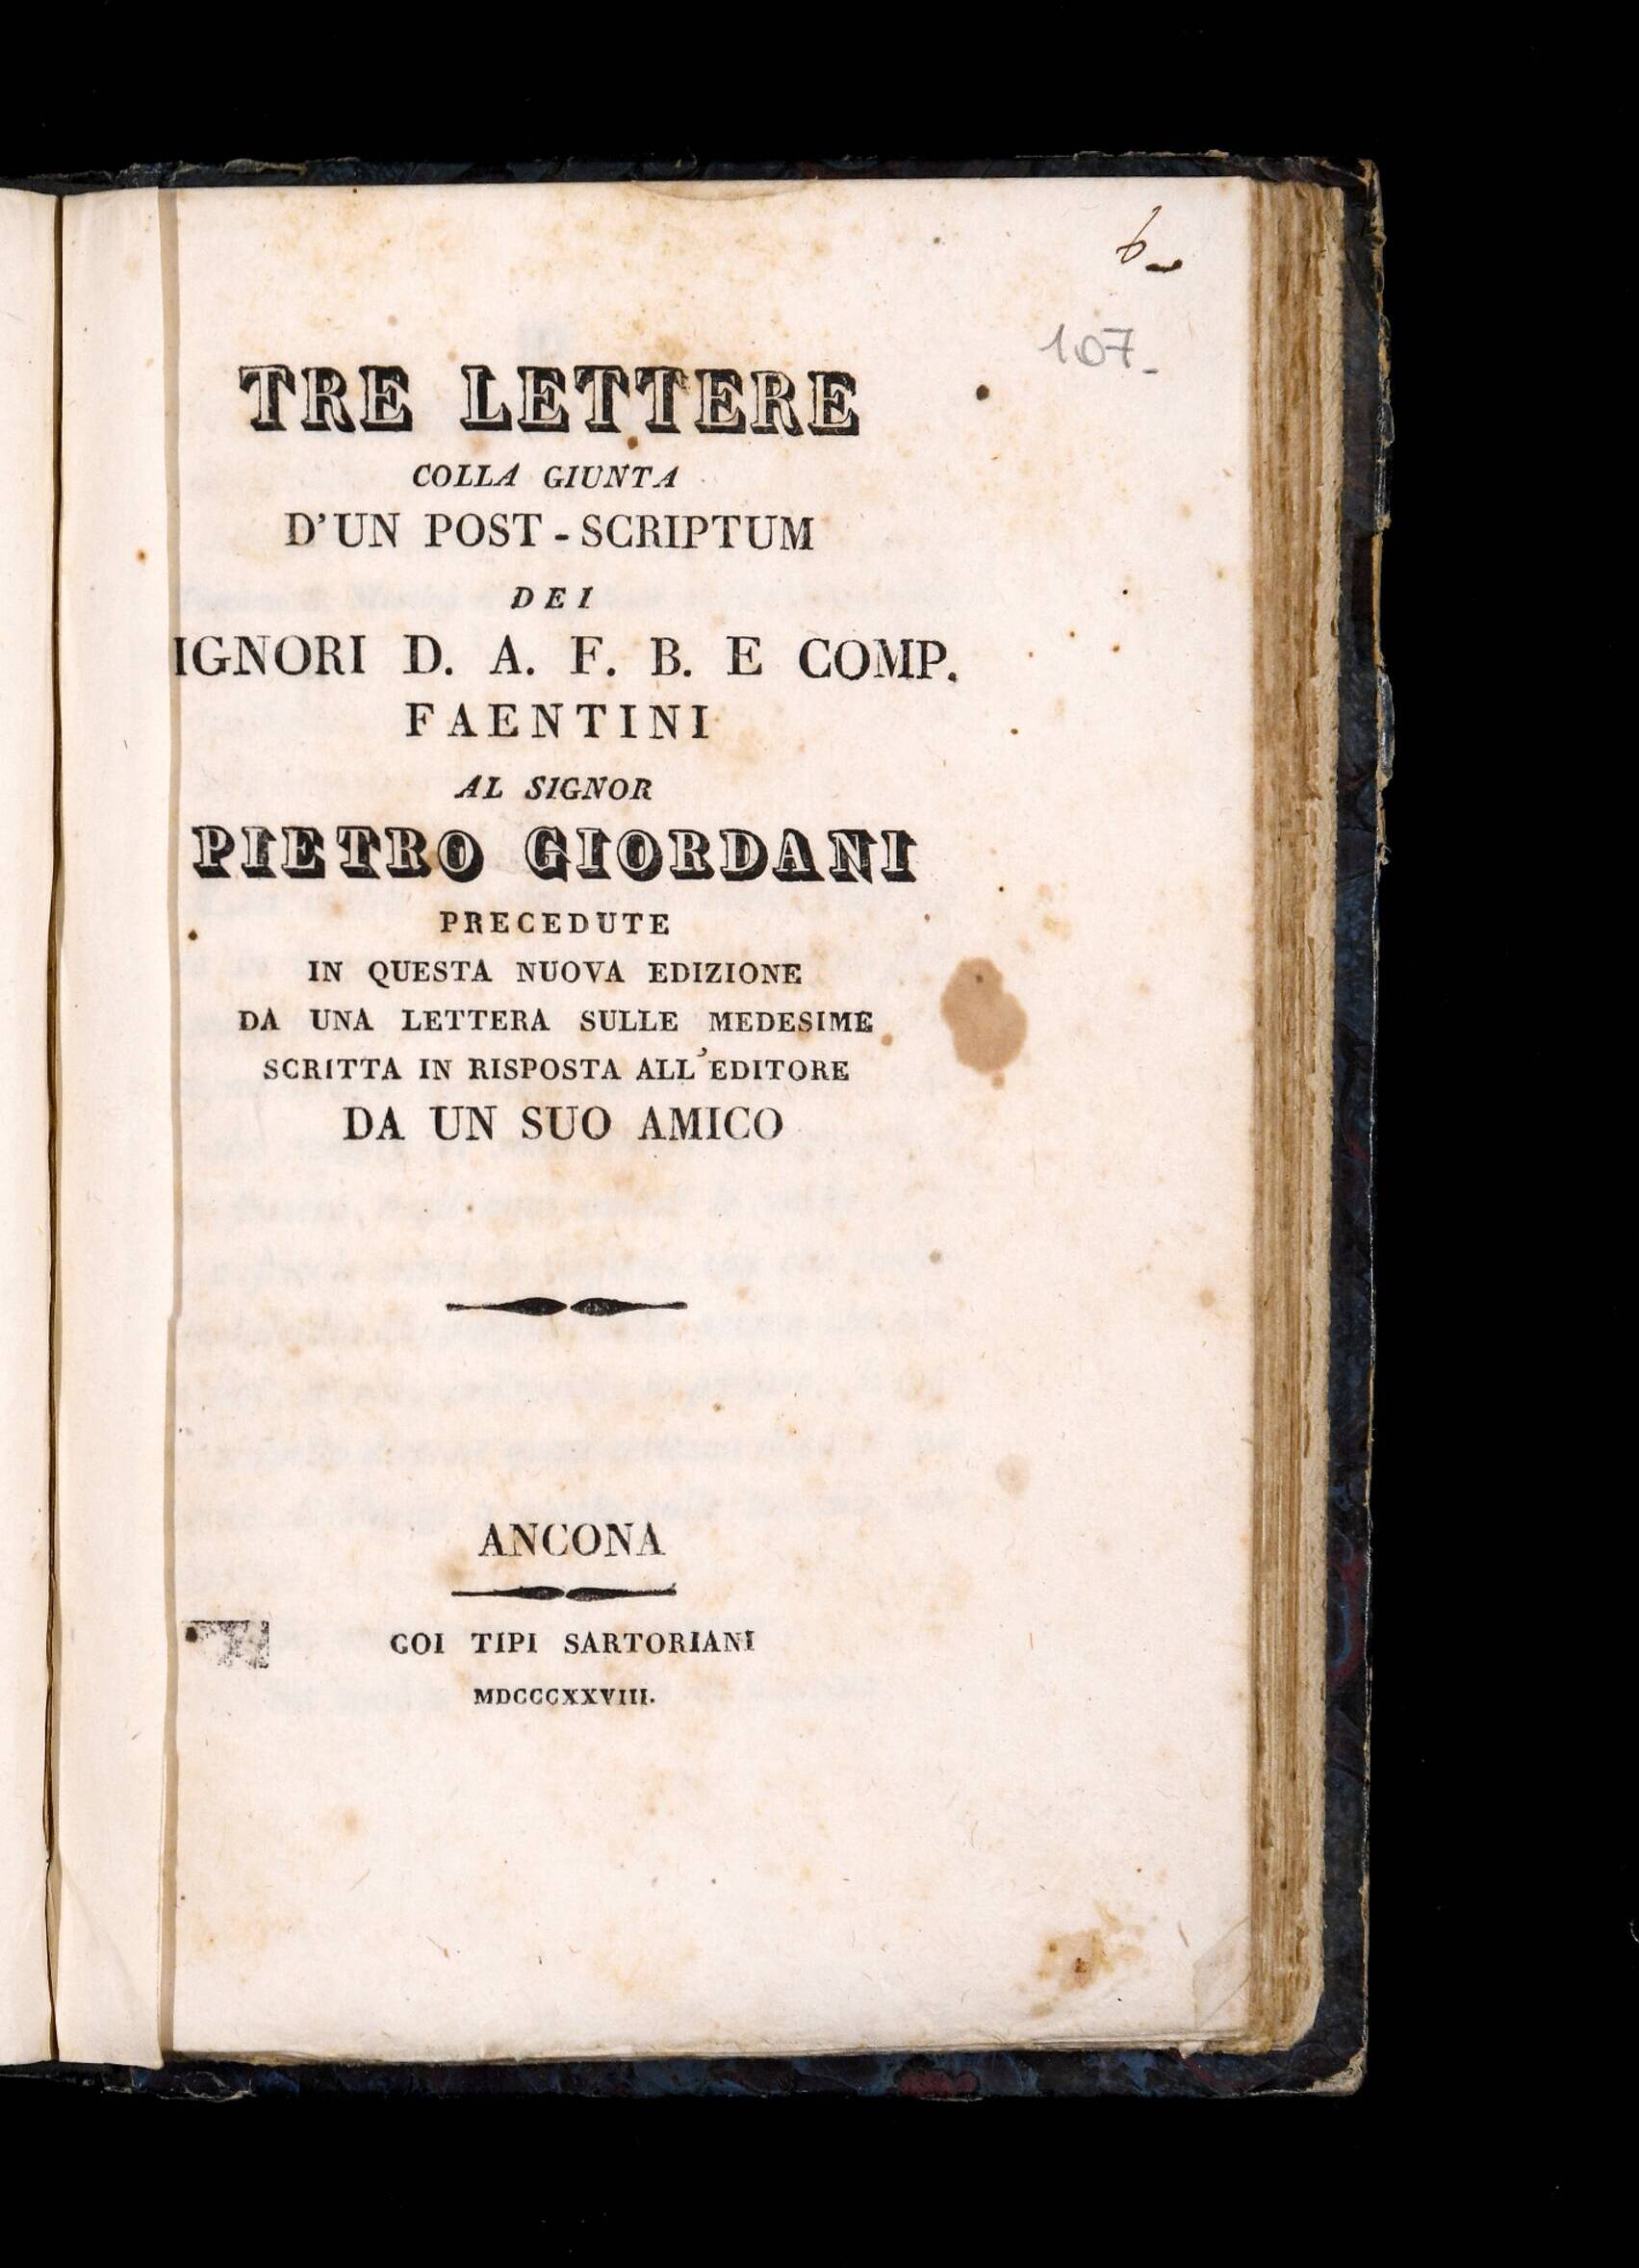 6-
107-
TRE LETTERE
COLLA GIUNTA
D'UN POST-SCRIPTUM
DEI
IGNORI D. A. F. B. E COMP.
FAENTINI
AL SIGNOR
PIETRO GIORDANI
PRECEDUTE
IN QUESTA NUOVA EDIZIONE
DA UNA LETTERA SULLE MEDESIME
SCRITTA IN RISPOSTA ALL'EDITORE
DA UN SUO AMICO
ANCONA
COI TIPI SARTORIANI
MDCCCXXVIII.